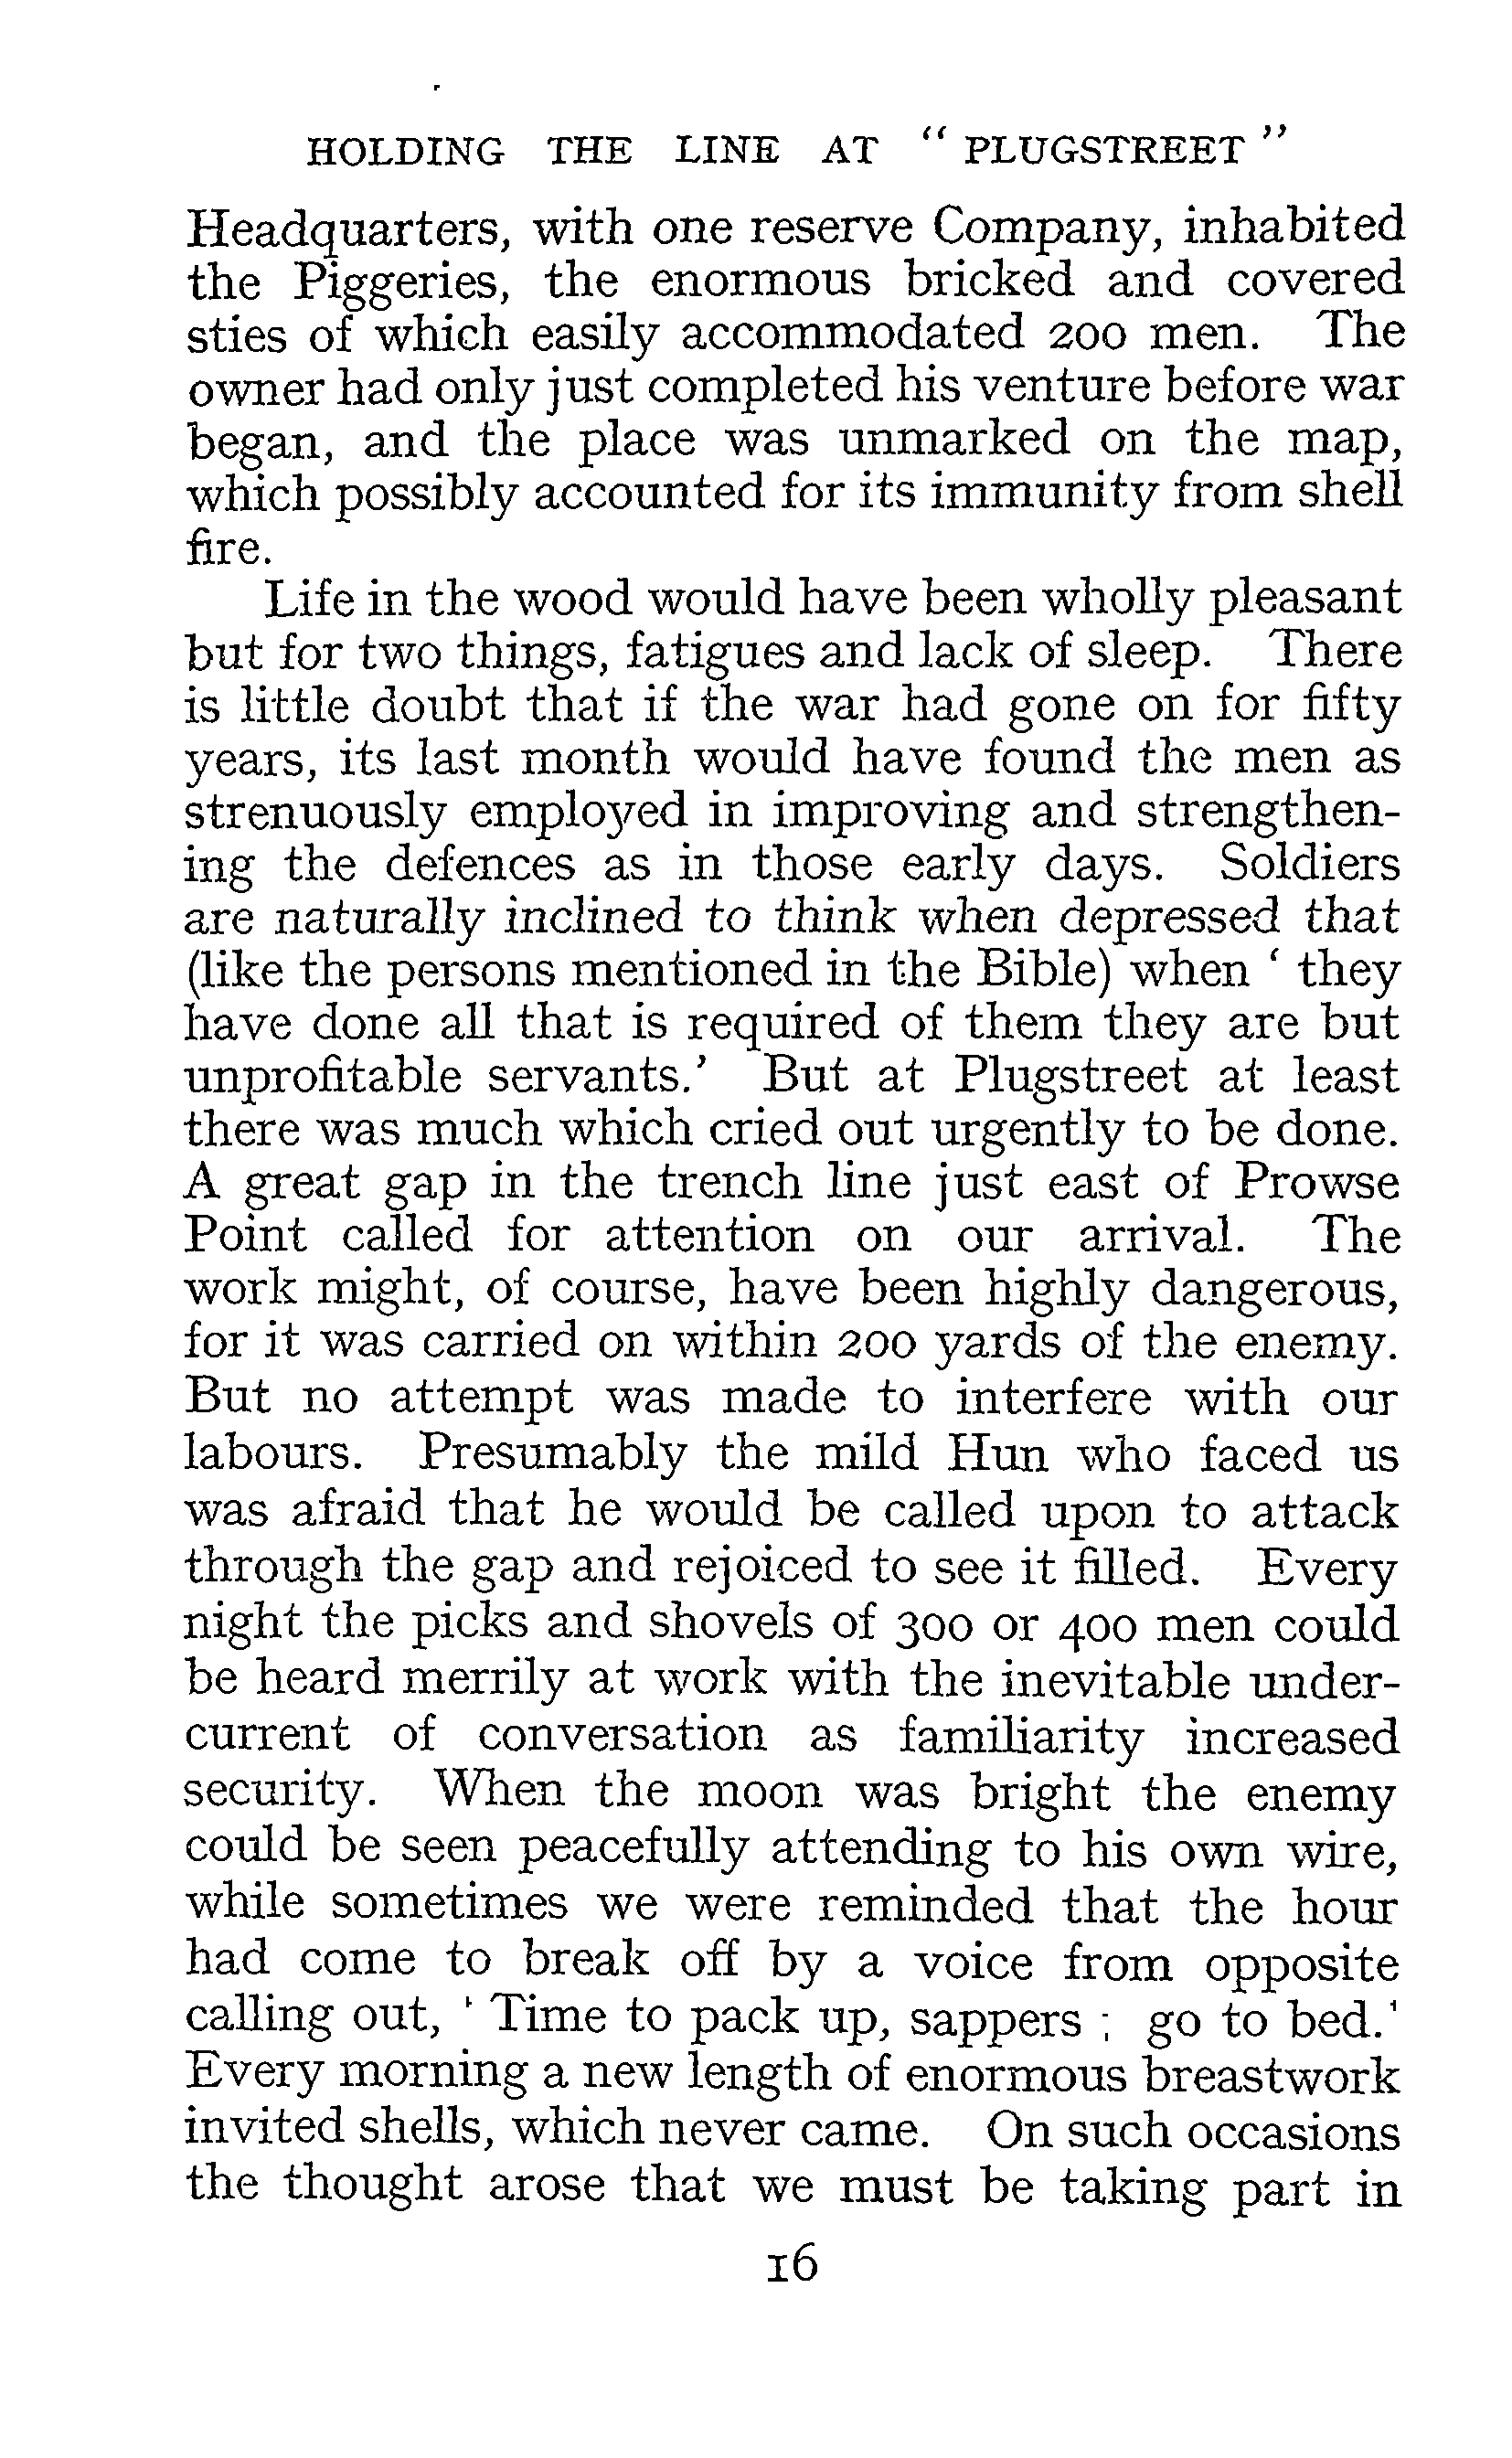 HOLDING THE LINE AT " PLUGSTREET "
Headquarters, with one reserve Company, inhabited
the Piggeries, the enormous bricked and covered
sties of which easily accommodated 200 men. The
owner had only just completed his venture before war
began, and the place was unmarked on the map,
which possibly accounted for its immunity from shell
fire.
Life in the wood would have been wholly pleasant
but for two things, fatigues and lack of sleep. There
is little doubt that if the war had gone on for fifty
years, its last month would have found the men as
strenuously employed in improving and strengthen-
ing the defences as in those early days. Soldiers
are naturally inclined to think when depressed that
(like the persons mentioned in the Bible) when ' they
have done all that is required of them they are but
unprofitable servants.' But at Plugstreet at least
there was much which cried out urgently to be done.
A great gap in the trench line just east of Prowse
Point called for attention on our arrival. The
work might, of course, have been highly dangerous,
for it was carried on within 200 yards of the enemy.
But no attempt was made to interfere with our
labours. Presumably the mild Hun who faced us
was afraid that he would be called upon to attack
through the gap and rejoiced to see it filled. Every
night the picks and shovels of 300 or 400 men could
be heard merrily at work with the inevitable under-
current of conversation as familiarity increased
security. When the moon was bright the enemy
could be seen peacefully attending to his own wire,
while sometimes we were reminded that the hour
had come to break off by a voice from opposite
calling out, ' Time to pack up, sappers ; go to bed.'
Every morning a new length of enormous breastwork
invited shells, which never came. On such occasions
the thought arose that we must be taking part in
16